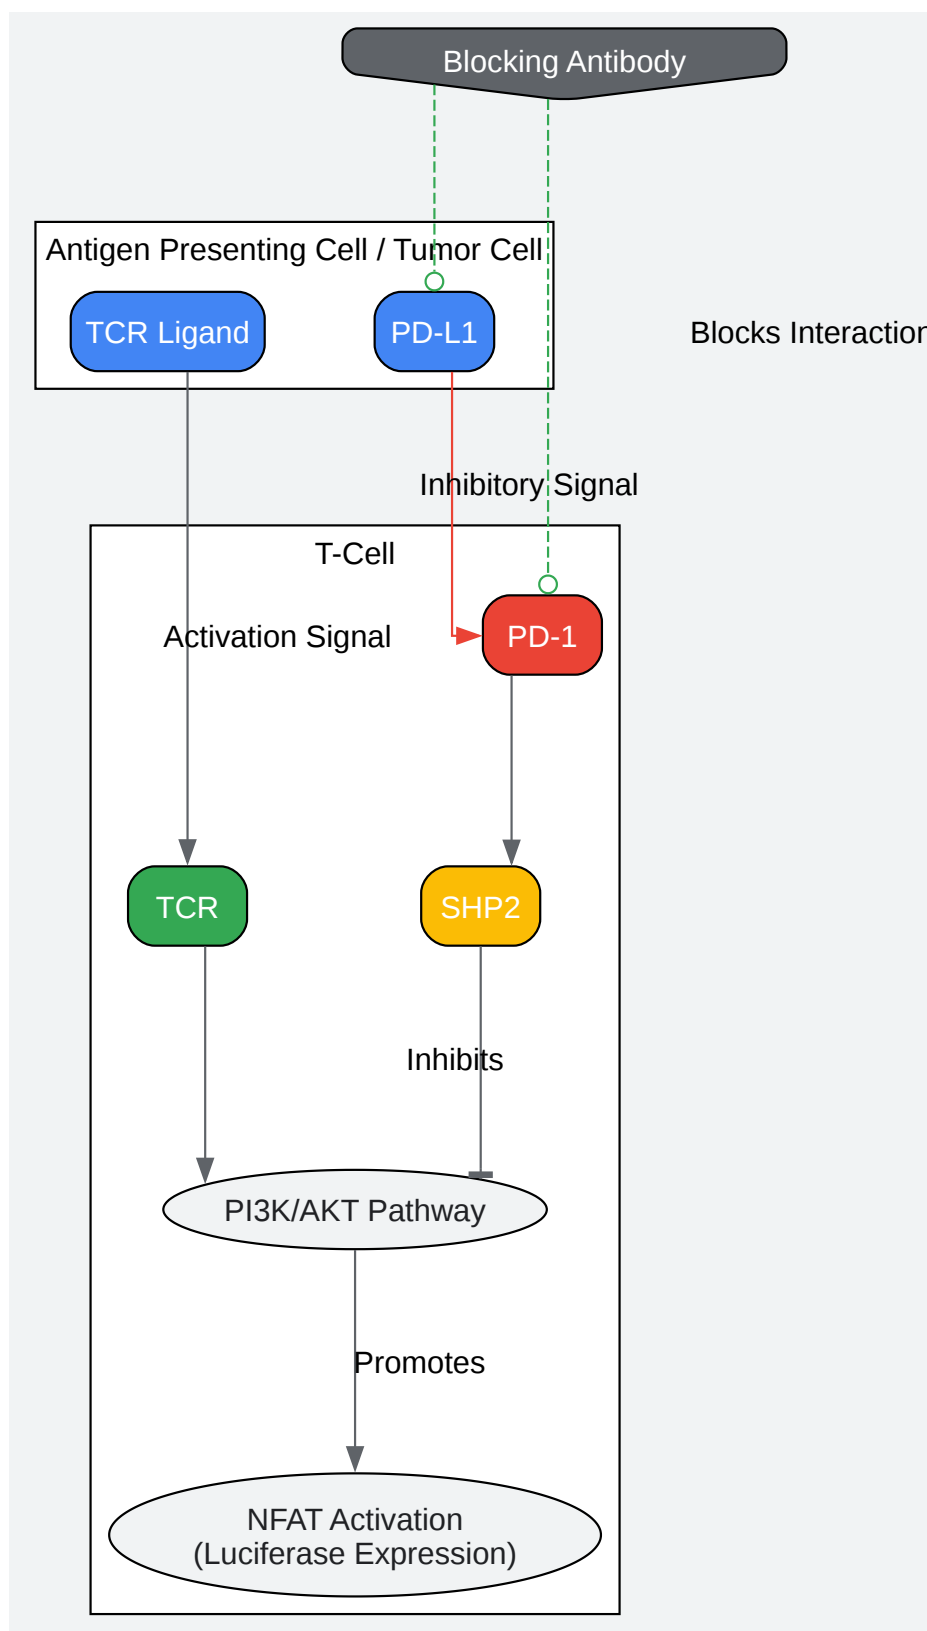 Blocking Antibody
Antigen Presenting Cell / Tumor Cell
TCR Ligand
PD-L1
Blocks Interaction
Inhibitory Signal
T-Cell
Activation Signal
PD-1
TCR
SHP2
Inhibits
PI3K/AKT Pathway
Promotes
NFAT Activation
(Luciferase Expression)